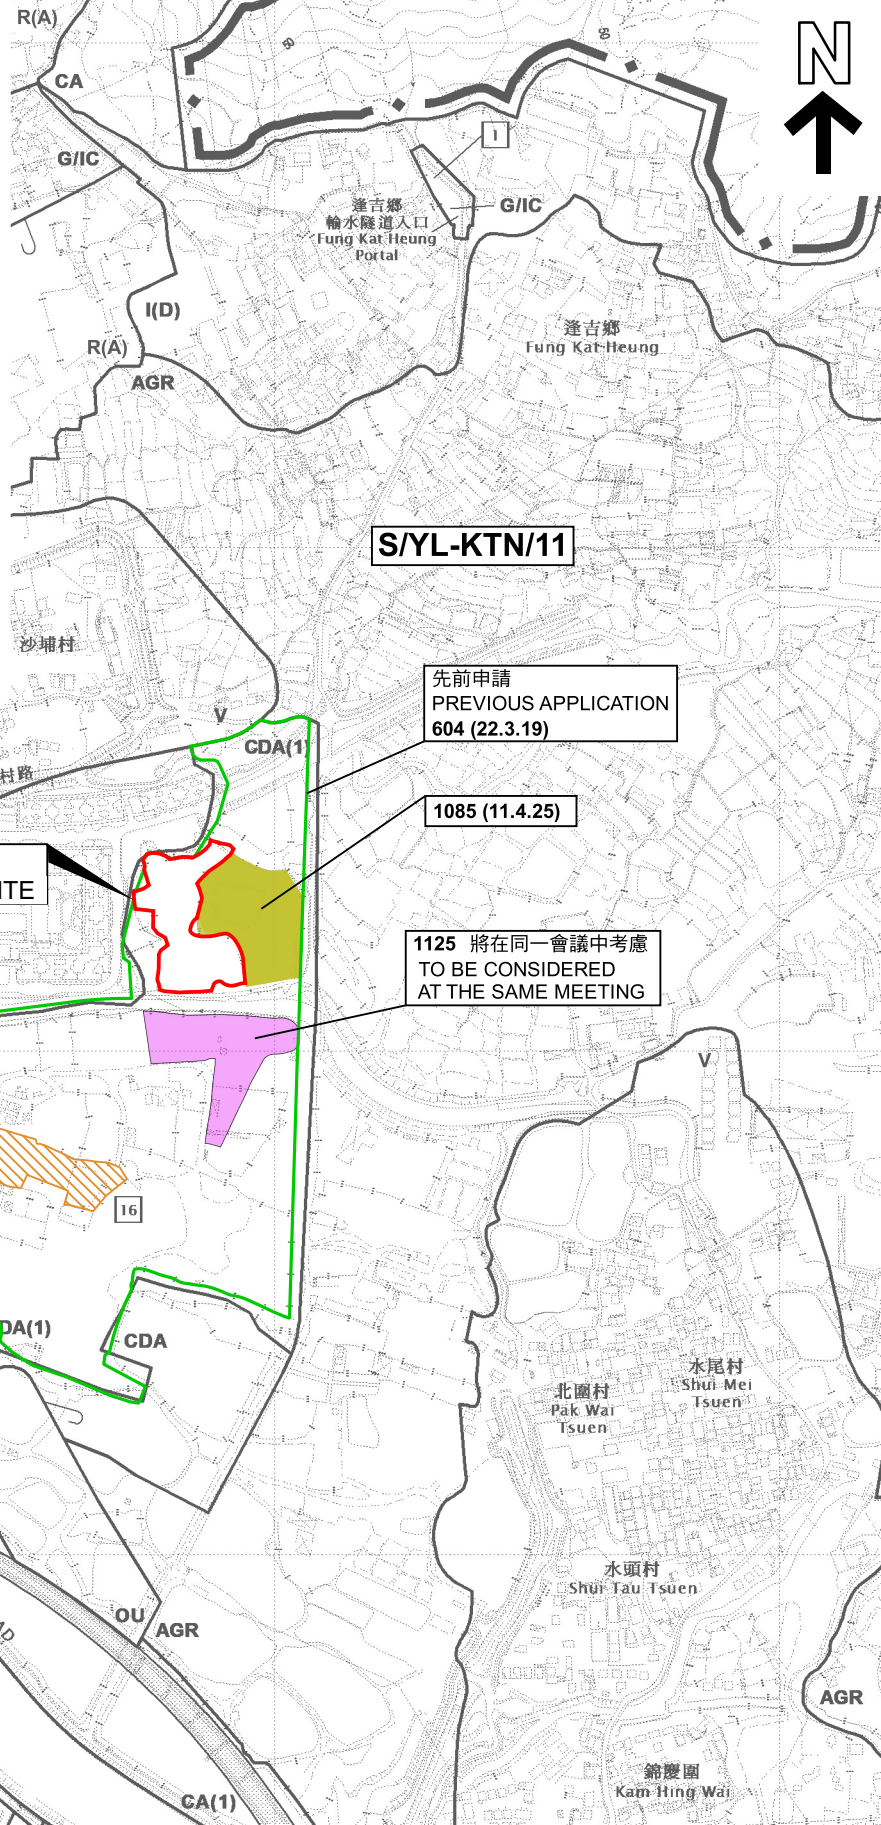 R(A)
N
CA
50
50
1
G/IC
G/IC
逢吉鄉
輸水隧道入口
Fung Kat Heung
Portal
I(D)
R(A)
逢吉鄉
Fung Kat Heung
AGR
S/YL-KTN/11
沙埔村
先前申請
PREVIOUS APPLICATION
604 (22.3.19)
V
CDA(1)
村路
1085 (11.4.25)
ITE
1125 將在同一會議中考慮
TO BE CONSIDERED
AT THE SAME MEETING
V
16
DA(1)
CDA
水尾村
Shui Mei
Tsuen
北圍村
Pak Wai
Tsuen
水頭村
Shui Tau Tsuen
OU
AGR
AD
AGR
錦慶圍
Kam Hing Wai
CA(1)